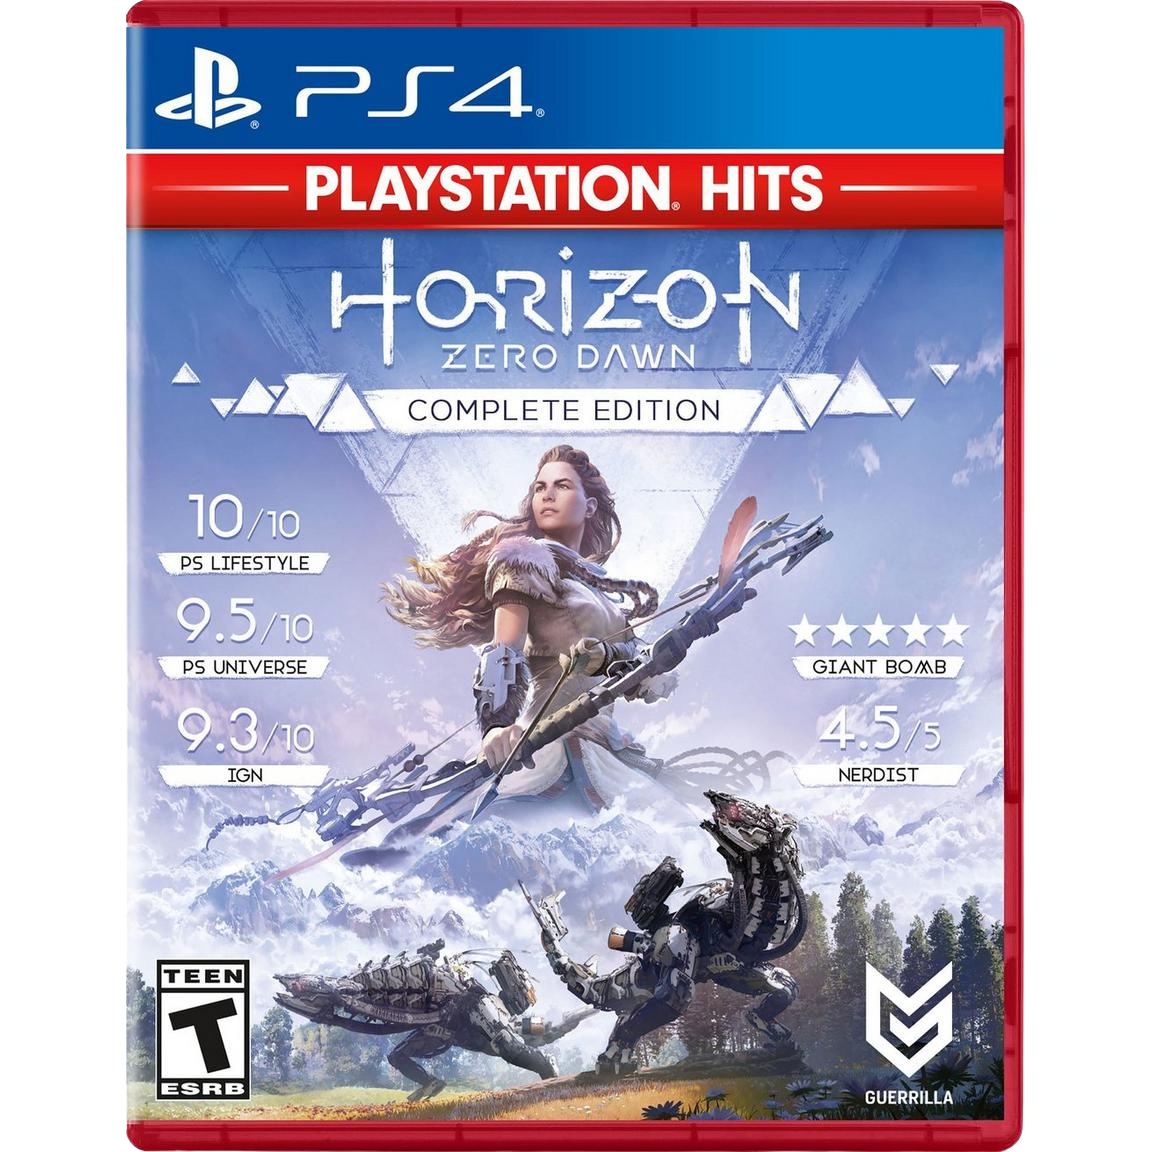 PS4®
PLAYSTATION® HITS
HORIZON
ZERO DAWN
COMPLETE EDITION
10/10
PS LIFESTYLE
9.5/10
PS UNIVERSE
9.3/10
IGN
★★★★★
GIANT BOMB
4.5/5
NERDIST
TEEN
T
ESRB
GUERRILLA